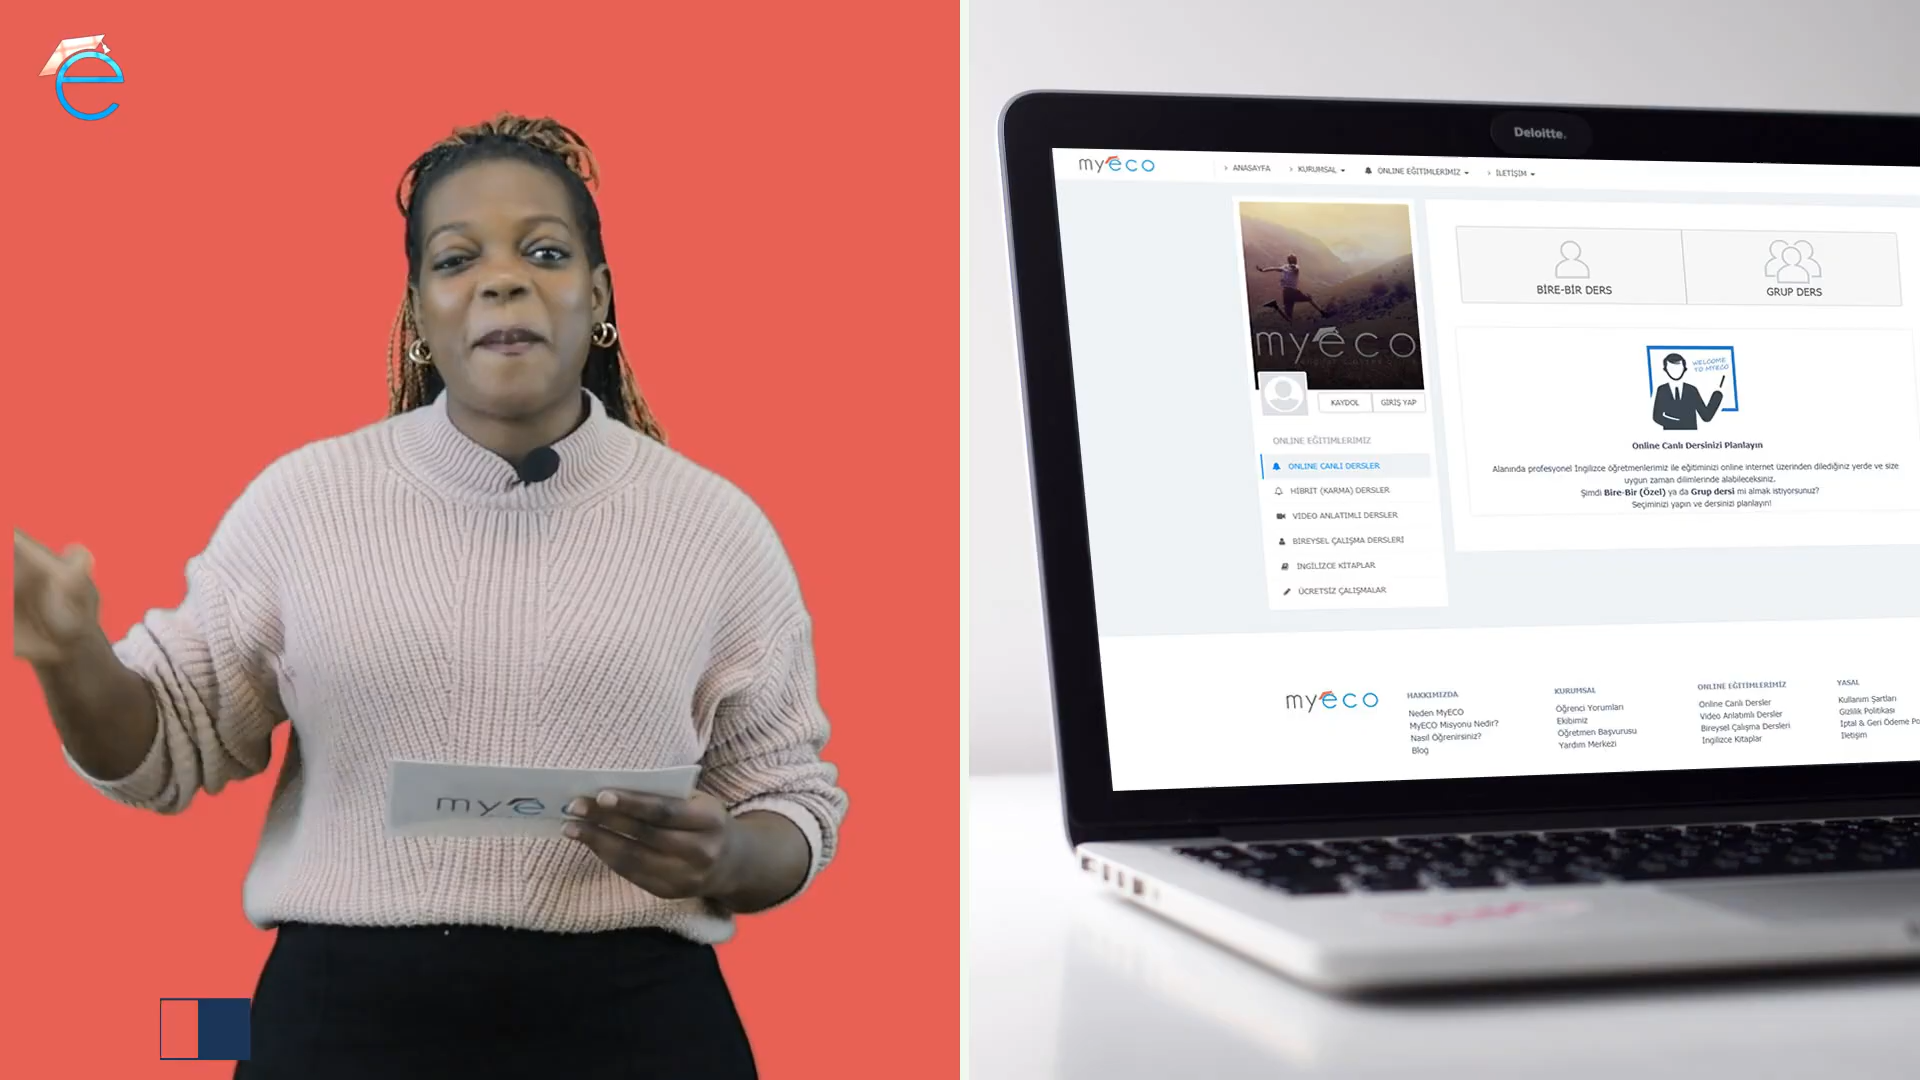 e
my e
Deloitte.
myeco
ANASAYFA
KURUMSAL
ONLINE EĞİTİMLERİMİZ
İLETİŞİM
myeco
KAYDOL
GİRİŞ YAP
ONLINE EĞİTİMLERİMİZ
ONLINE CANLI DERSLER
HİBRİT (KARMA) DERSLER
VIDEO ANLATIMLI DERSLER
BİREYSEL ÇALIŞMA DERSLERİ
İNGİLİZCE KİTAPLAR
ÜCRETSİZ ÇALIŞMALAR
BİRE-BİR DERS
GRUP DERS
WELCOME
TO MYECO
Online Canlı Dersinizi Planlayın
Alanında profesyonel İngilizce öğretmenlerimiz ile eğitiminizi online internet üzerinden dilediğiniz yerde ve size
uygun zaman dilimlerinde alabileceksiniz.
Şimdi Bire-Bir (Özel) ya da Grup dersi mi almak istiyorsunuz?
Seçiminizi yapın ve dersinizi planlayın!
myeco
HAKKIMIZDA
Neden MyECO
MyECO Misyonu Nedir?
Nasıl Öğrenirsiniz?
Blog
KURUMSAL
Öğrenci Yorumları
Ekibimiz
Öğretmen Başvurusu
Yardım Merkezi
ONLINE EĞİTİMLERİMİZ
Online Canlı Dersler
Video Anlatımlı Dersler
Bireysel Çalışma Dersleri
İngilizce Kitaplar
YASAL
Kullanım Şartları
Gizlilik Politikası
İptal & Geri Ödeme Po
İletişim